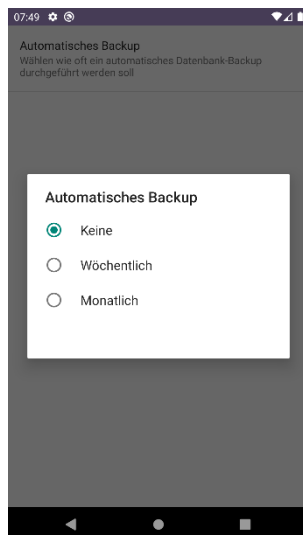 07:49
Automatisches Backup
Wählen wie oft ein automatisches Datenbank-Backup
durchgeführt werden soll
Automatisches Backup
Keine
Wöchentlich
Monatlich